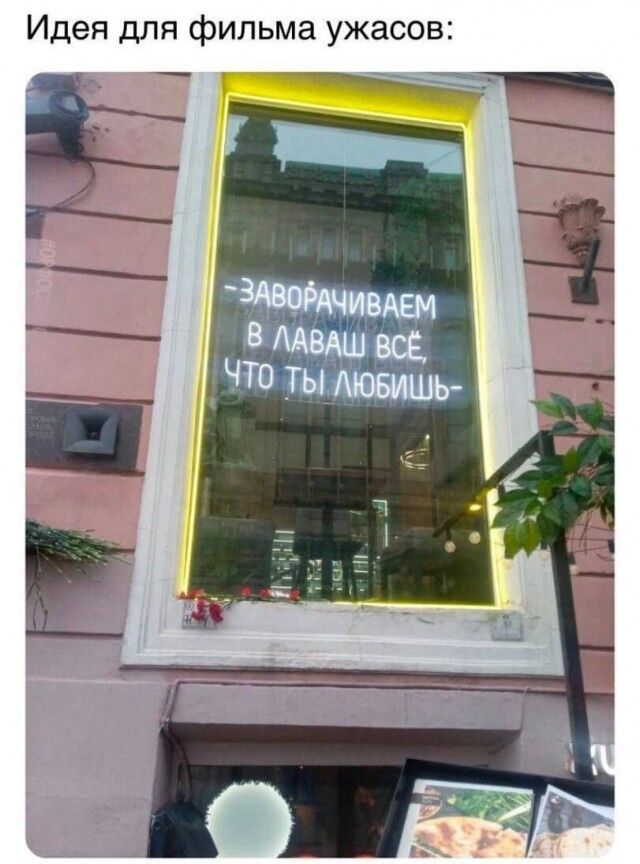 Идея для фильма ужасов:
-ЗАВОРАЧИВАЕМ
В ЛАВАШ ВСЁ,
ЧТО ТЫ ЛЮБИШЬ-